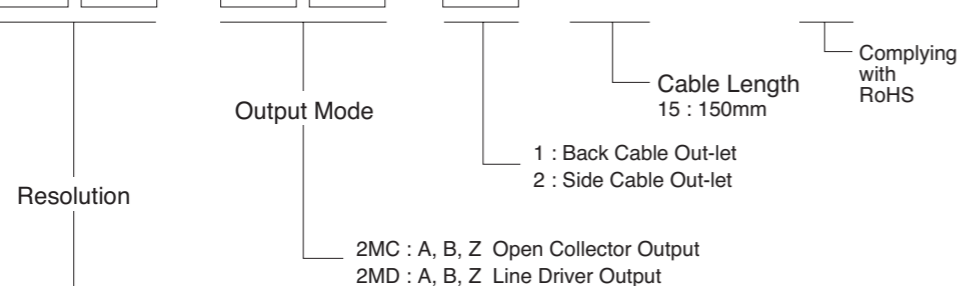 Complying
with
RoHS
Cable Length
15 : 150mm
Output Mode
1 : Back Cable Out-let
2 : Side Cable Out-let
Resolution
2MC : A, B, Z Open Collector Output
2MD : A, B, Z Line Driver Output